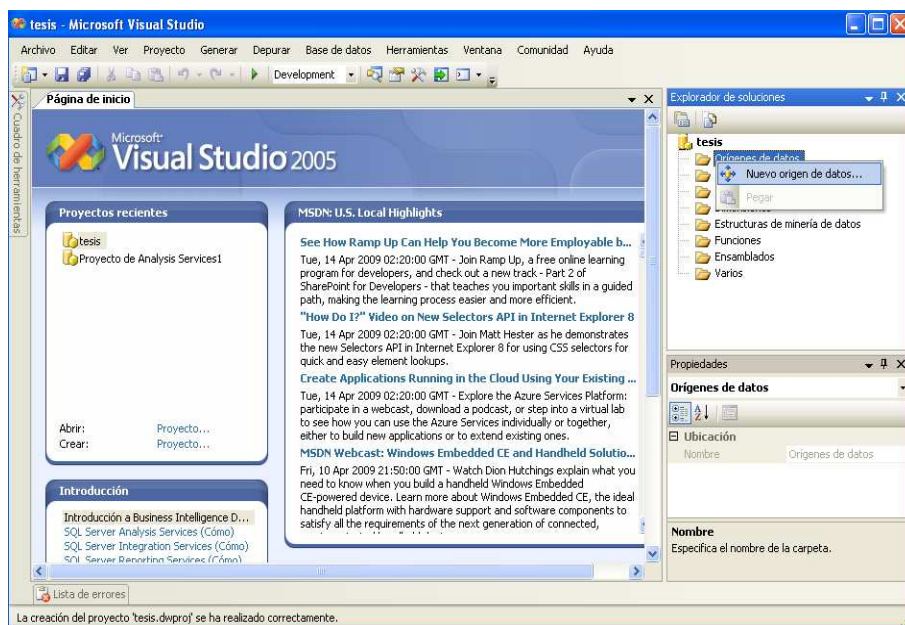 tesis - Microsoft Visual Studio
Archivo Editar Ver Proyecto Generar Depurar Base de datos Herramientas Ventana Comunidad Ayuda
Development
Cuadro de herramientas
Página de inicio
Microsoft
Visual Studio 2005
Proyectos recientes
tesis
Proyecto de Analysis Services1
Abrir: Proyecto...
Crear: Proyecto...
Introducción
Introducción a Business Intelligence D...
SQL Server Analysis Services (Cómo)
SQL Server Integration Services (Cómo)
SQL Server Reporting Services (Cómo)
MSDN: U.S. Local Highlights
See How Ramp Up Can Help You Become More Employable b...
Tue, 14 Apr 2009 02:20:00 GMT - Join Ramp Up, a free online learning
program for developers, and check out a new track - Part 2 of
SharePoint for Developers - that teaches you important skills in a guided
path, making the learning process easier and more efficient.
"How Do I?" Video on New Selectors API in Internet Explorer 8
Tue, 14 Apr 2009 02:20:00 GMT - Join Matt Hester as he demonstrates
the new Selectors API in Internet Explorer 8 for using CSS selectors for
quick and easy element lookups.
Create Applications Running in the Cloud Using Your Existing ...
Tue, 14 Apr 2009 02:20:00 GMT - Explore the Azure Services Platform:
participate in a webcast, download a podcast, or step into a virtual lab
to see how you can use the Azure Services individually or together,
either to build new applications or to extend existing ones.
MSDN Webcast: Windows Embedded CE and Handheld Solutio...
Fri, 10 Apr 2009 21:50:00 GMT - Watch Dion Hutchings explain what you
need to know when you build a handheld Windows Embedded
CE-powered device. Learn more about Windows Embedded CE, the ideal
handheld platform with hardware support and software components to
satisfy all the requirements of the next generation of connected,
Explorador de soluciones
tesis
Orígenes de datos
Nuevo origen de datos...
Pegar
Estructuras de minería de datos
Funciones
Ensamblados
Varios
Propiedades
Orígenes de datos
Ubicación
Nombre Orígenes de datos
Nombre
Especifica el nombre de la carpeta.
Lista de errores
La creación del proyecto 'tesis.dwproj' se ha realizado correctamente.